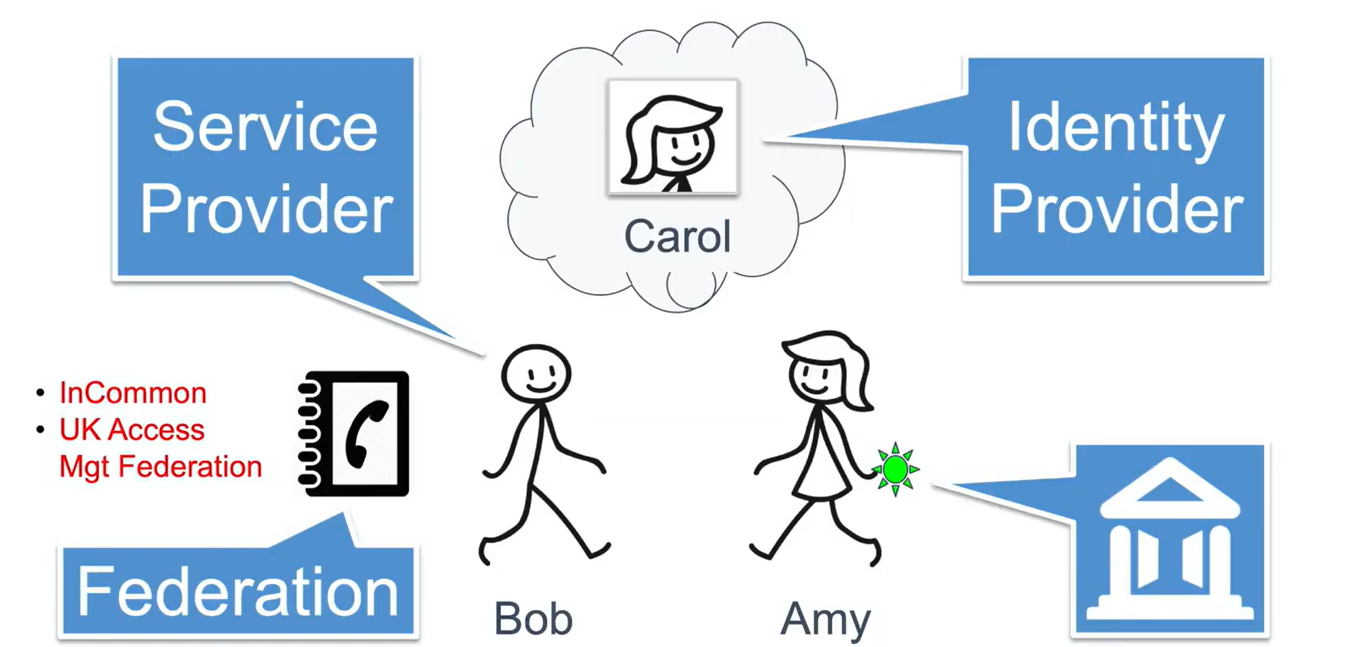 Service
Provider
Identity
Provider
Carol
• InCommon
• UK Access
Mgt Federation
Federation
Bob
Amy